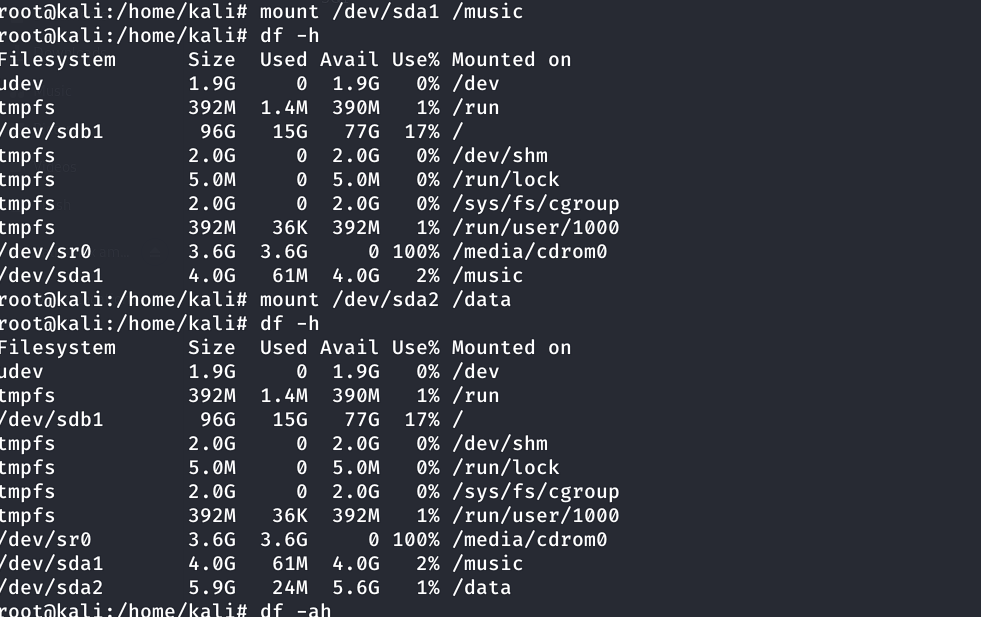 root@kali:/home/kali# mount /dev/sda1 /music
root@kali:/home/kali# df -h
Filesystem      Size  Used Avail Use% Mounted on
udev            1.9G     0  1.9G   0% /dev
tmpfs           392M  1.4M  390M   1% /run
/dev/sdb1        96G   15G   77G  17% /
tmpfs           2.0G     0  2.0G   0% /dev/shm
tmpfs           5.0M     0  5.0M   0% /run/lock
tmpfs           2.0G     0  2.0G   0% /sys/fs/cgroup
tmpfs           392M   36K  392M   1% /run/user/1000
/dev/sr0        3.6G  3.6G     0 100% /media/cdrom0
/dev/sda1       4.0G   61M  4.0G   2% /music
root@kali:/home/kali# mount /dev/sda2 /data
root@kali:/home/kali# df -h
Filesystem      Size  Used Avail Use% Mounted on
udev            1.9G     0  1.9G   0% /dev
tmpfs           392M  1.4M  390M   1% /run
/dev/sdb1        96G   15G   77G  17% /
tmpfs           2.0G     0  2.0G   0% /dev/shm
tmpfs           5.0M     0  5.0M   0% /run/lock
tmpfs           2.0G     0  2.0G   0% /sys/fs/cgroup
tmpfs           392M   36K  392M   1% /run/user/1000
/dev/sr0        3.6G  3.6G     0 100% /media/cdrom0
/dev/sda1       4.0G   61M  4.0G   2% /music
/dev/sda2       5.9G   24M  5.6G   1% /data
root@kali:/home/kali# df -ah